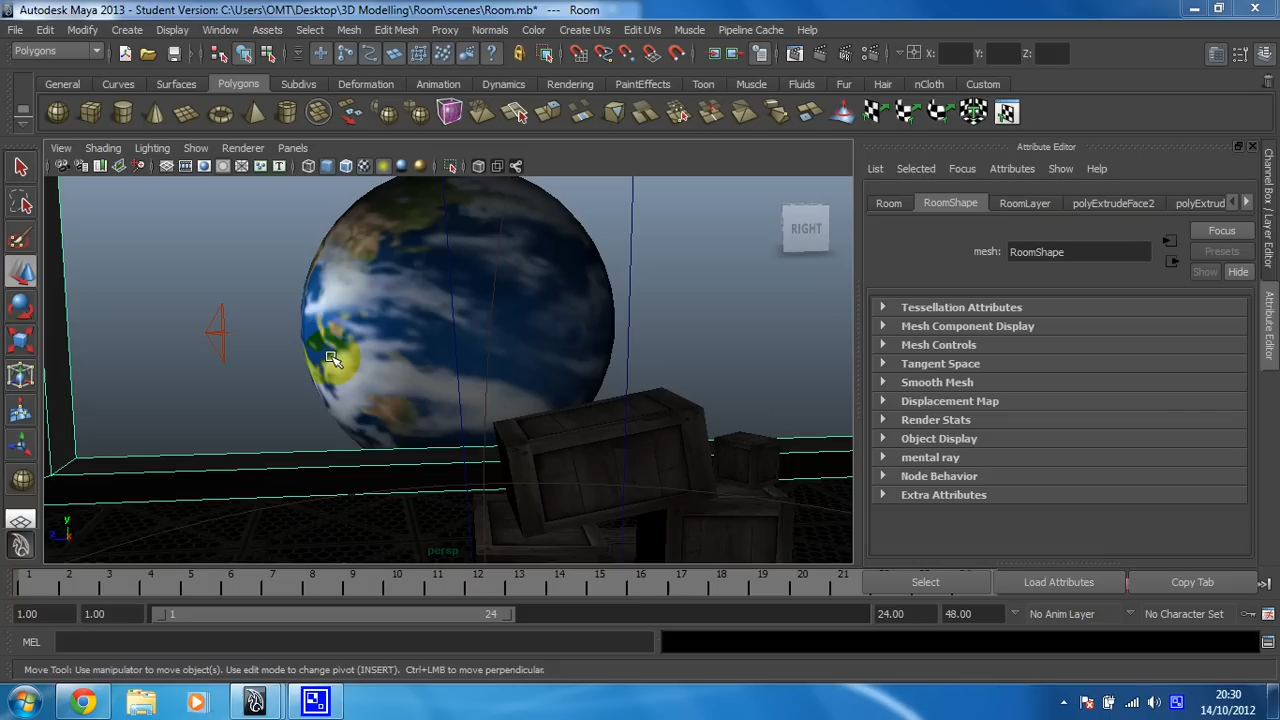 Autodesk Maya 2013 - Student Version: C:\Users\OMT\Desktop\3D Modelling\Room\scenes\Room.mb*  ---  Room
File Edit Modify Create Display Window Assets Select Mesh Edit Mesh Proxy Normals Color Create UVs Edit UVs Muscle Pipeline Cache Help
Polygons X: Y: Z:
General Curves Surfaces Polygons Subdivs Deformation Animation Dynamics Rendering PaintEffects Toon Muscle Fluids Fur Hair nCloth Custom
View Shading Lighting Show Renderer Panels
Attribute Editor
List Selected Focus Attributes Show Help
Room RoomShape RoomLayer polyExtrudeFace2 polyExtrud
Focus
mesh: RoomShape Presets
Show Hide
RIGHT
Tessellation Attributes
Mesh Component Display
Mesh Controls
Tangent Space
Smooth Mesh
Displacement Map
Render Stats
Object Display
mental ray
Node Behavior
Extra Attributes
Channel Box / Layer Editor
Attribute Editor
y
z x
persp
1 2 3 4 5 6 7 8 9 10 11 12 13 14 15 16 17 18 19 20 21
Select Load Attributes Copy Tab
1.00 1.00 1 24 24.00 48.00 No Anim Layer No Character Set
MEL
Move Tool: Use manipulator to move object(s). Use edit mode to change pivot (INSERT). Ctrl+LMB to move perpendicular.
20:30
14/10/2012